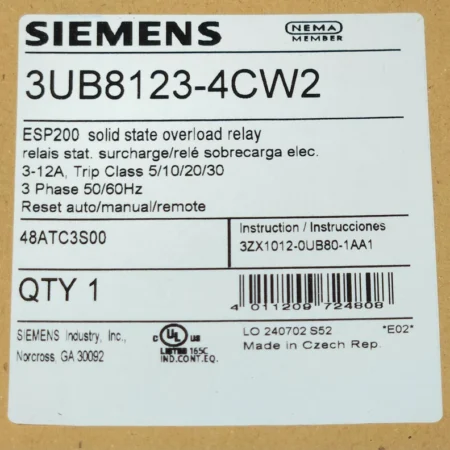 SIEMENS
NEMA
MEMBER
3UB8123-4CW2
ESP200 solid state overload relay
relais stat. surcharge/relé sobrecarga elec.
3-12A, Trip Class 5/10/20/30
3 Phase 50/60Hz
Reset auto/manual/remote
48ATC3S00
Instruction / Instrucciones
3ZX1012-0UB80-1AA1
QTY 1
4 011209 724808
SIEMENS Industry, Inc.,
Norcross, GA 30092
C UL US
LISTED 165C
IND.CONT.EQ.
LO 240702 S52 *E02*
Made in Czech Rep.